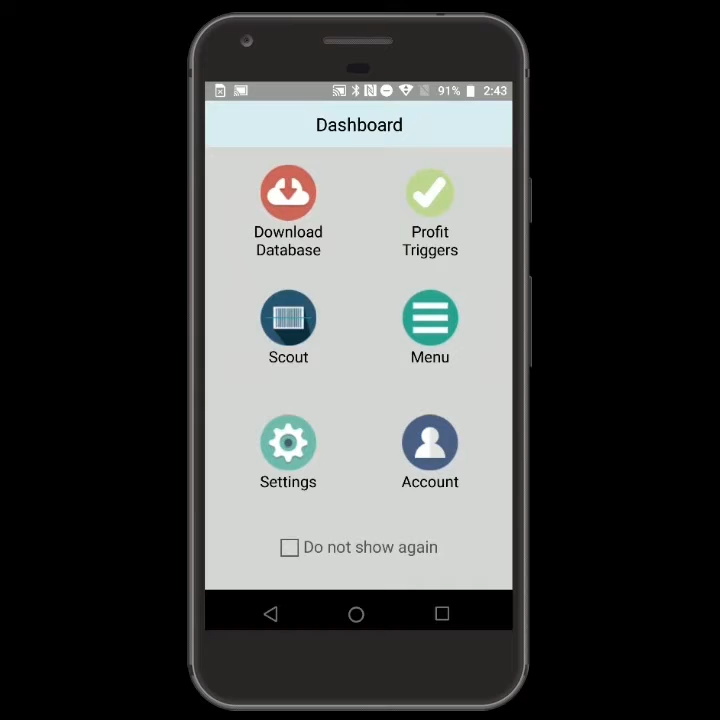 91% 2:43
Dashboard
Download Profit
Database Triggers
Scout Menu
Settings Account
Do not show again